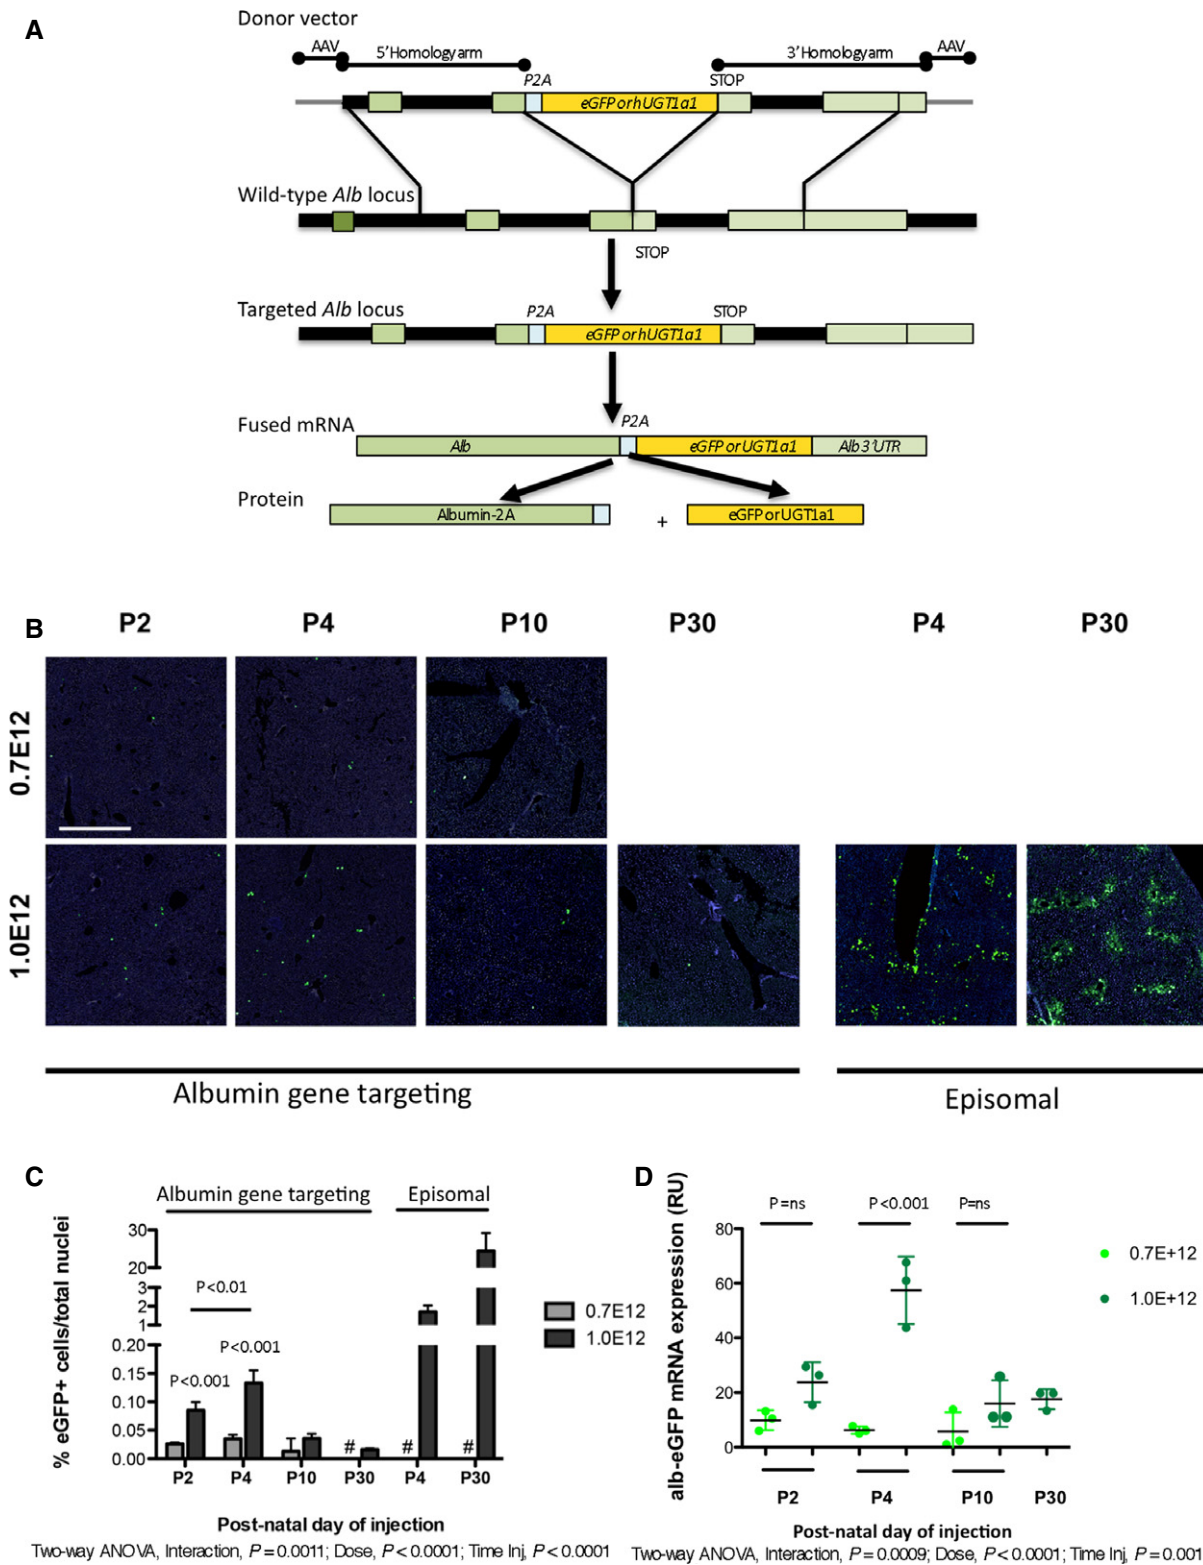 A
Donor vector
AAV
5'Homology arm
3'Homology arm
AAV
P2A
STOP
eGFP or hUGT1a1
Wild-type Alb locus
STOP
Targeted Alb locus
P2A
STOP
eGFP or hUGT1a1
Fused mRNA
P2A
Alb
eGFP or UGT1a1
Alb 3'UTR
Protein
Albumin-2A
+
eGFP or UGT1a1
B
P2 P4 P10 P30 P4 P30
0.7E12
1.0E12
Albumin gene targeting
Episomal
C
Albumin gene targeting Episomal
% eGFP+ cells/total nuclei
30
20
3
2
1
0.20
0.15
0.10
0.05
0.00
P<0.01
P<0.001
P<0.001
# # #
0.7E12
1.0E12
P2 P4 P10 P30 P4 P30
Post-natal day of injection
Two-way ANOVA, Interaction, P = 0.0011; Dose, P < 0.0001; Time Inj, P < 0.0001
D
alb-eGFP mRNA expression (RU)
P=ns P<0.001 P=ns
80
60
40
20
0
0.7E+12
1.0E+12
P2 P4 P10 P30
Post-natal day of injection
Two-way ANOVA, Interaction, P = 0.0009; Dose, P < 0.0001; Time Inj, P = 0.00